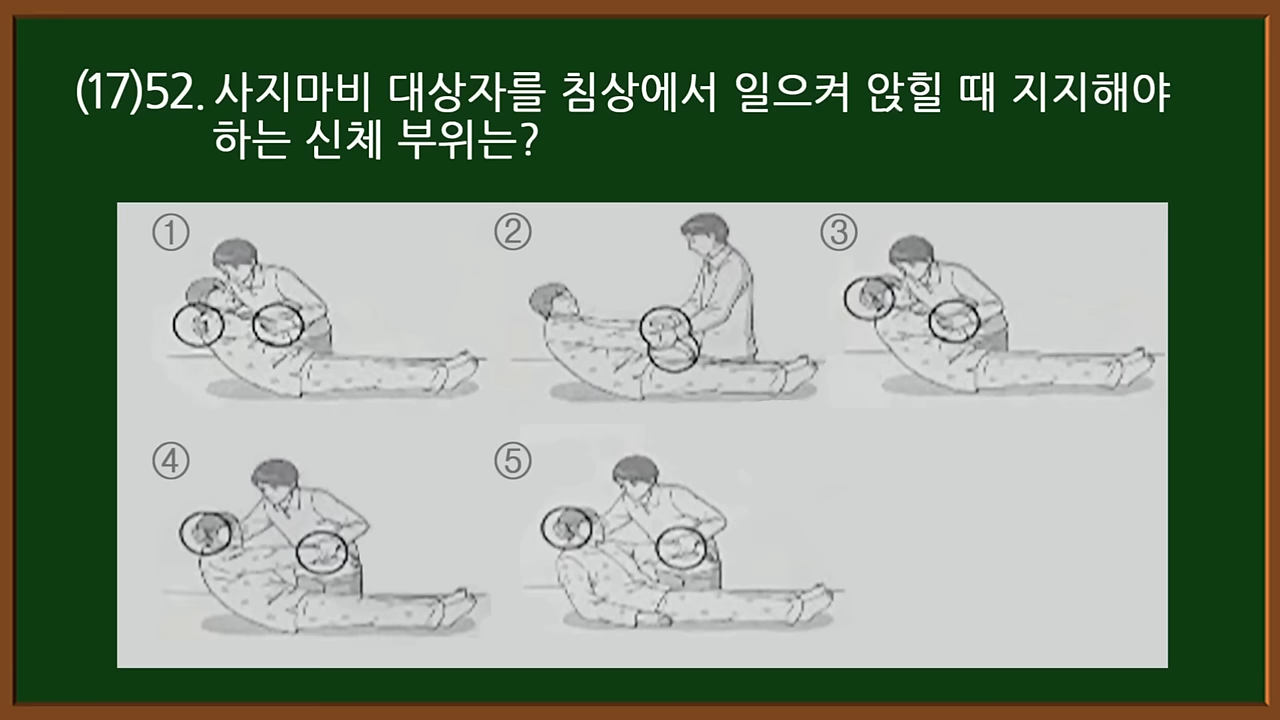 (17)52. 사지마비 대상자를 침상에서 일으켜 앉힐 때 지지해야
하는 신체 부위는?
① ② ③
④ ⑤